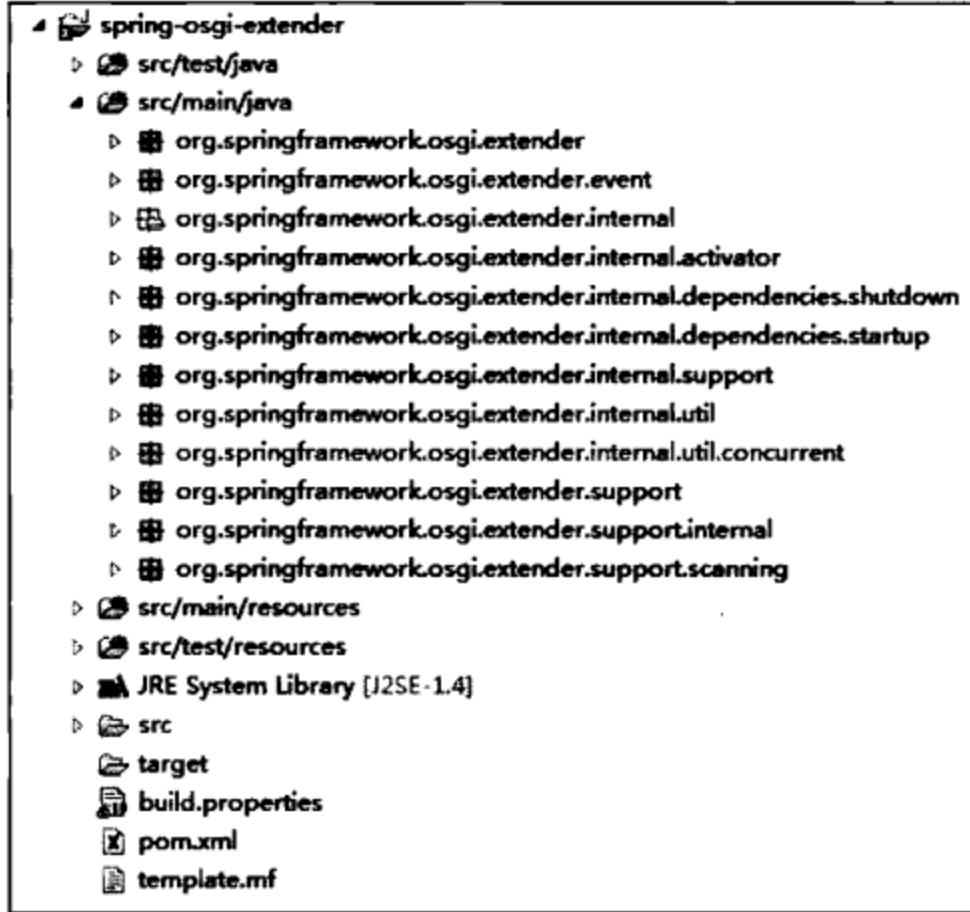 spring-osgi-extender
src/test/java
src/main/java
org.springframework.osgi.extender
org.springframework.osgi.extender.event
org.springframework.osgi.extender.internal
org.springframework.osgi.extender.internal.activator
org.springframework.osgi.extender.internal.dependencies.shutdown
org.springframework.osgi.extender.internal.dependencies.startup
org.springframework.osgi.extender.internal.support
org.springframework.osgi.extender.internal.util
org.springframework.osgi.extender.internal.util.concurrent
org.springframework.osgi.extender.support
org.springframework.osgi.extender.support.internal
org.springframework.osgi.extender.support.scanning
src/main/resources
src/test/resources
JRE System Library [J2SE-1.4]
src
target
build.properties
pom.xml
template.mf